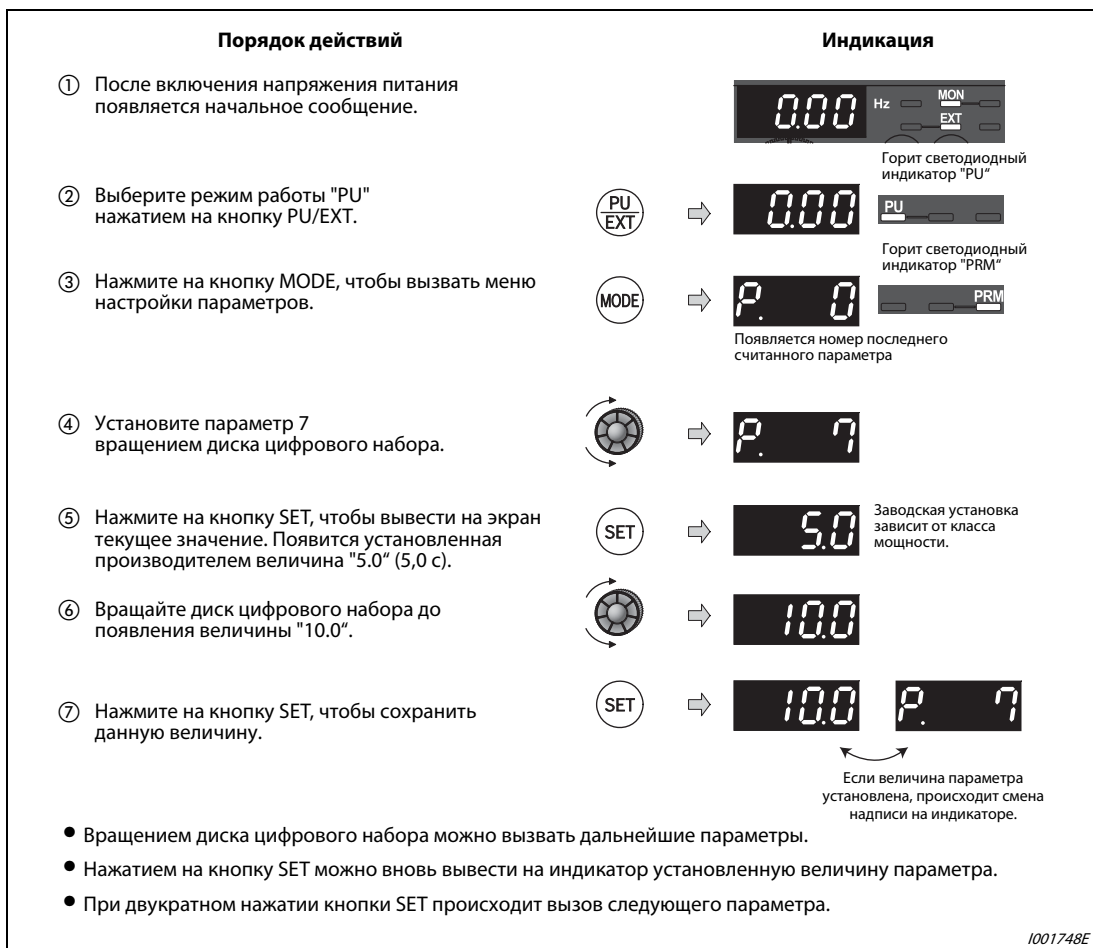 Порядок действий
Индикация
① После включения напряжения питания
появляется начальное сообщение.
0.00
Hz
MON
EXT
Горит светодиодный
индикатор "PU“
② Выберите режим работы "PU"
нажатием на кнопку PU/EXT.
PU
EXT
0.00
PU
Горит светодиодный
индикатор "PRM“
③ Нажмите на кнопку MODE, чтобы вызвать меню
настройки параметров.
MODE
P. 0
PRM
Появляется номер последнего
считанного параметра
④ Установите параметр 7
вращением диска цифрового набора.
P. 7
⑤ Нажмите на кнопку SET, чтобы вывести на экран
текущее значение. Появится установленная
производителем величина "5.0“ (5,0 с).
SET
5.0
Заводская установка
зависит от класса
мощности.
⑥ Вращайте диск цифрового набора до
появления величины "10.0“.
10.0
⑦ Нажмите на кнопку SET, чтобы сохранить
данную величину.
SET
10.0
P. 7
Если величина параметра
установлена, происходит смена
надписи на индикаторе.
● Вращением диска цифрового набора можно вызвать дальнейшие параметры.
● Нажатием на кнопку SET можно вновь вывести на индикатор установленную величину параметра.
● При двукратном нажатии кнопки SET происходит вызов следующего параметра.
I001748E